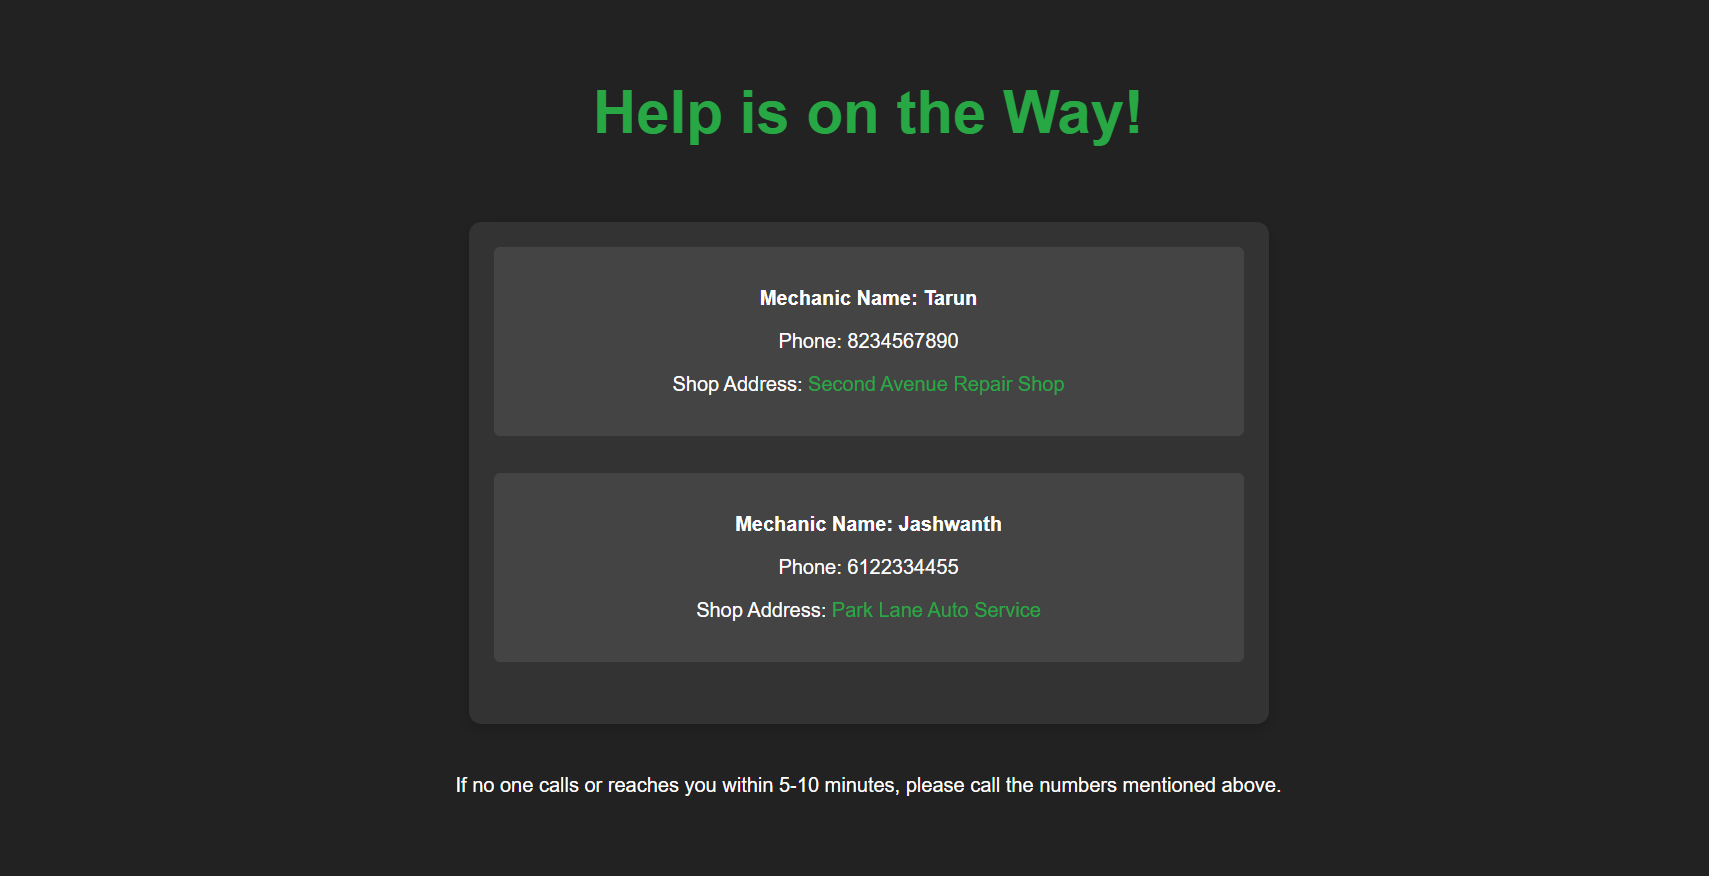 Help is on the Way!
Mechanic Name: Tarun
Phone: 8234567890
Shop Address: Second Avenue Repair Shop
Mechanic Name: Jashwanth
Phone: 6122334455
Shop Address: Park Lane Auto Service
If no one calls or reaches you within 5-10 minutes, please call the numbers mentioned above.